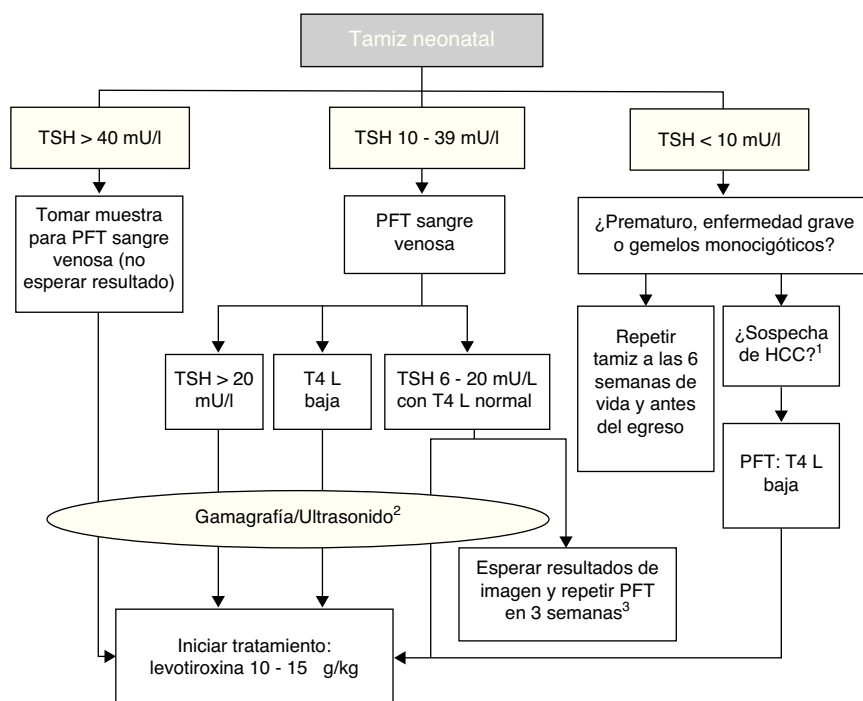 Tamiz neonatal
TSH > 40 mU/l
TSH 10 - 39 mU/l
TSH < 10 mU/l
Tomar muestra
para PFT sangre
venosa (no
esperar resultado)
PFT sangre
venosa
¿Prematuro, enfermedad grave
o gemelos monocigóticos?
TSH > 20
mU/l
T4 L
baja
TSH 6 - 20 mU/L
con T4 L normal
Repetir
tamiz a las 6
semanas de
vida y antes
del egreso
¿Sospecha
de HCC?1
PFT: T4 L
baja
Gamagrafía/Ultrasonido2
Esperar resultados de
imagen y repetir PFT
en 3 semanas3
Iniciar tratamiento:
levotiroxina 10 - 15 g/kg